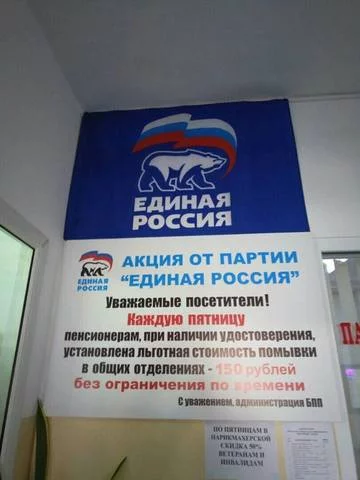 ЕДИНАЯ
РОССИЯ
ЕДИНАЯ
РОССИЯ
АКЦИЯ ОТ ПАРТИИ
"ЕДИНАЯ РОССИЯ"
Уважаемые посетители!
Каждую пятницу
пенсионерам, при наличии удостоверения,
установлена льготная стоимость помывки
в общих отделениях - 150 рублей
без ограничения по времени
С уважением, администрация БПП
ПО ПЯТНИЦАМ В
ПАРИКМАХЕРСКОЙ
СКИДКА 50%
ВЕТЕРАНАМ И
ИНВАЛИДАМ